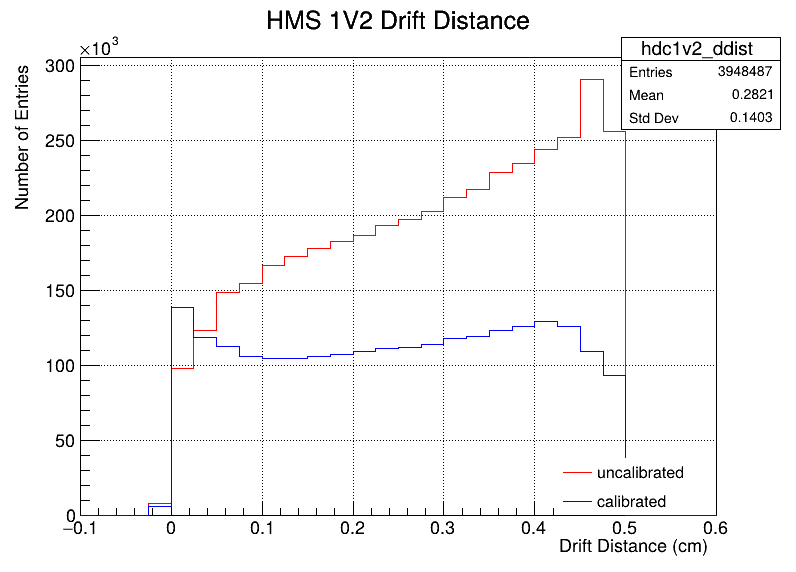 HMS 1V2 Drift Distance
×10³
hdc1v2_ddist
Entries 3948487
Mean 0.2821
Std Dev 0.1403
Number of Entries
300
250
200
150
100
50
0
uncalibrated
calibrated
−0.1 0 0.1 0.2 0.3 0.4 0.5 0.6
Drift Distance (cm)